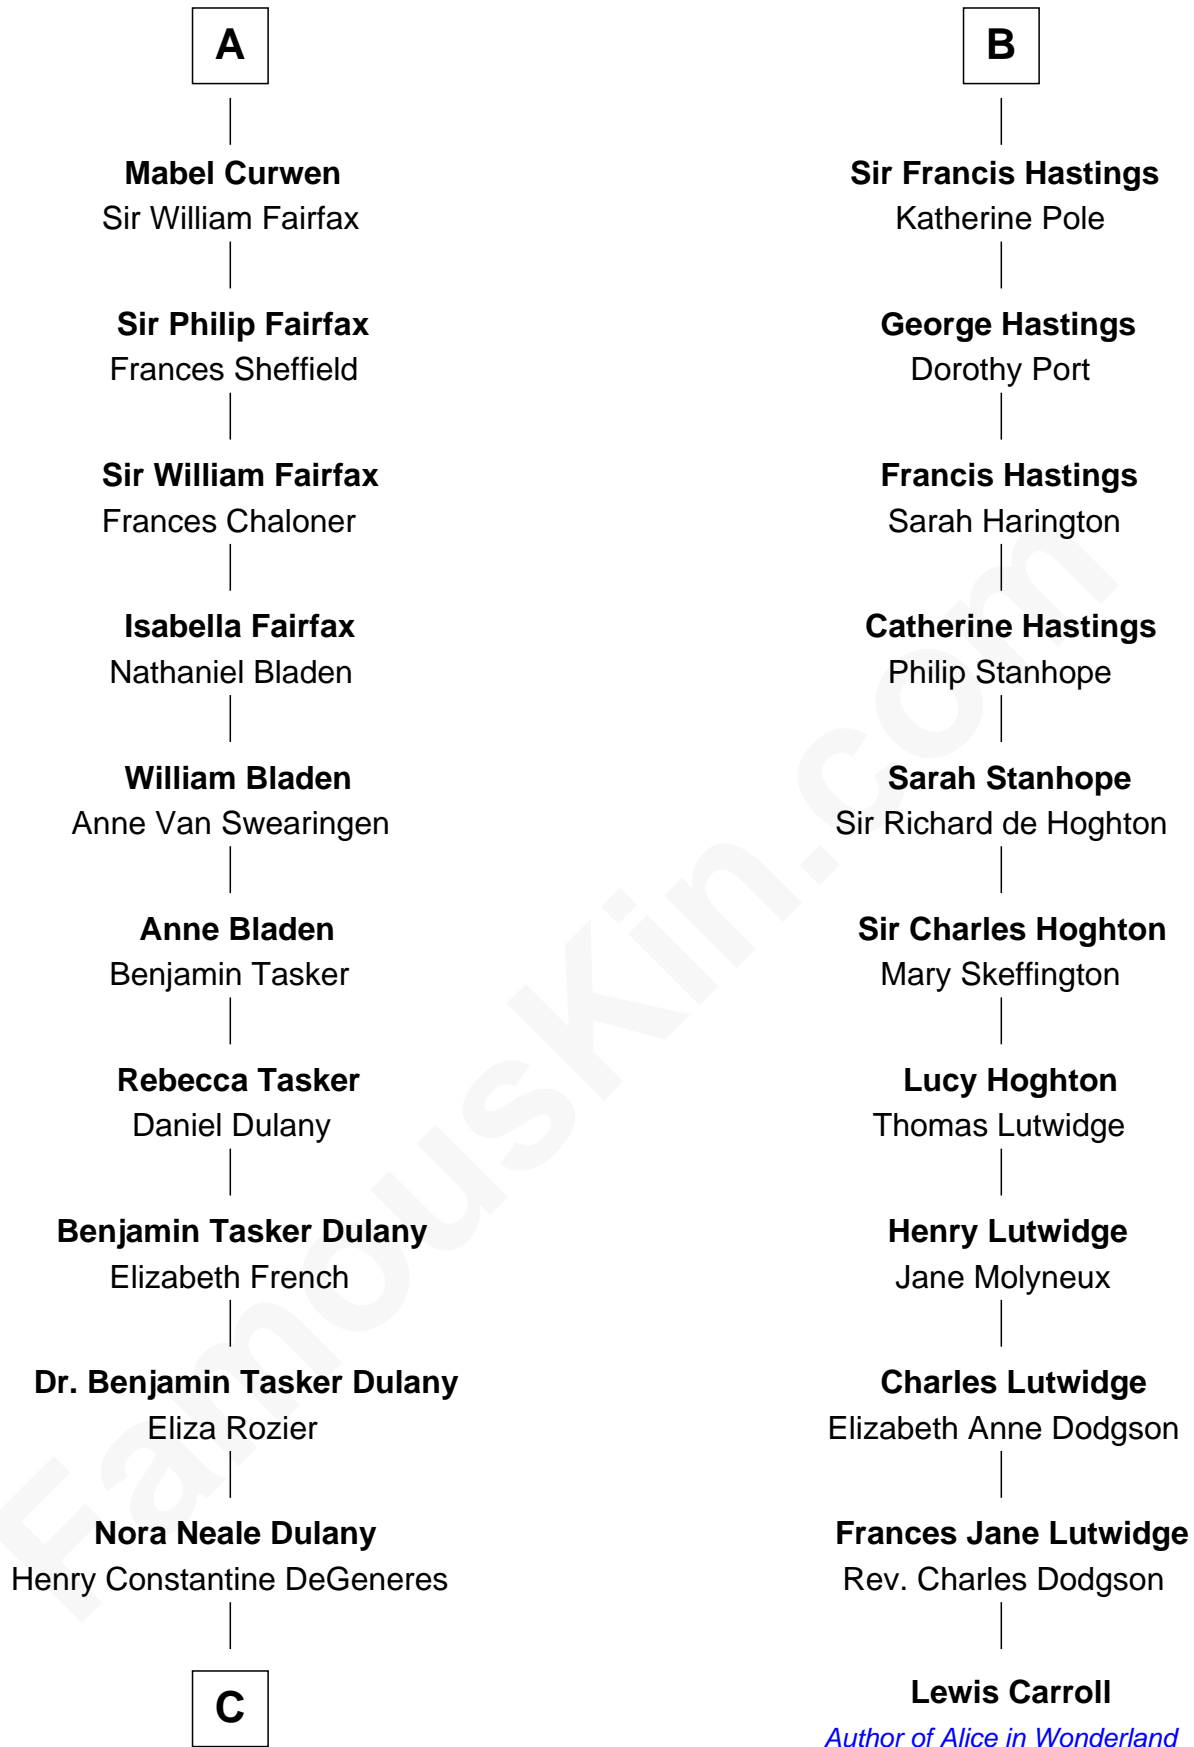 A
Mabel Curwen
Sir William Fairfax
Sir Philip Fairfax
Frances Sheffield
Sir William Fairfax
Frances Chaloner
Isabella Fairfax
Nathaniel Bladen
William Bladen
Anne Van Swearingen
Anne Bladen
Benjamin Tasker
Rebecca Tasker
Daniel Dulany
Benjamin Tasker Dulany
Elizabeth French
Dr. Benjamin Tasker Dulany
Eliza Rozier
Nora Neale Dulany
Henry Constantine DeGeneres
C
B
Sir Francis Hastings
Katherine Pole
George Hastings
Dorothy Port
Francis Hastings
Sarah Harington
Catherine Hastings
Philip Stanhope
Sarah Stanhope
Sir Richard de Hoghton
Sir Charles Hoghton
Mary Skeffington
Lucy Hoghton
Thomas Lutwidge
Henry Lutwidge
Jane Molyneux
Charles Lutwidge
Elizabeth Anne Dodgson
Frances Jane Lutwidge
Rev. Charles Dodgson
Lewis Carroll
Author of Alice in Wonderland
FamousKin.com